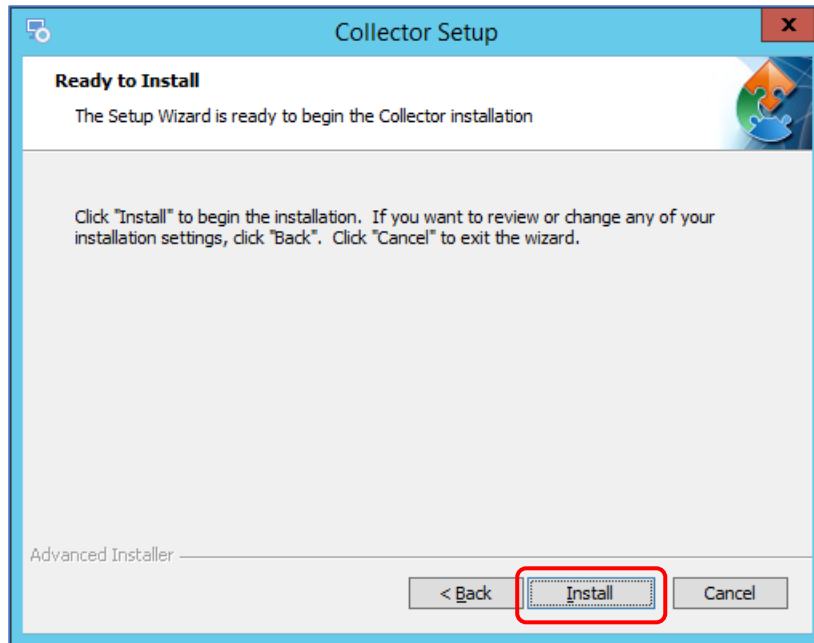 Collector Setup
x
Ready to Install
The Setup Wizard is ready to begin the Collector installation
Click "Install" to begin the installation.  If you want to review or change any of your
installation settings, click "Back".  Click "Cancel" to exit the wizard.
Advanced Installer
< Back
Install
Cancel